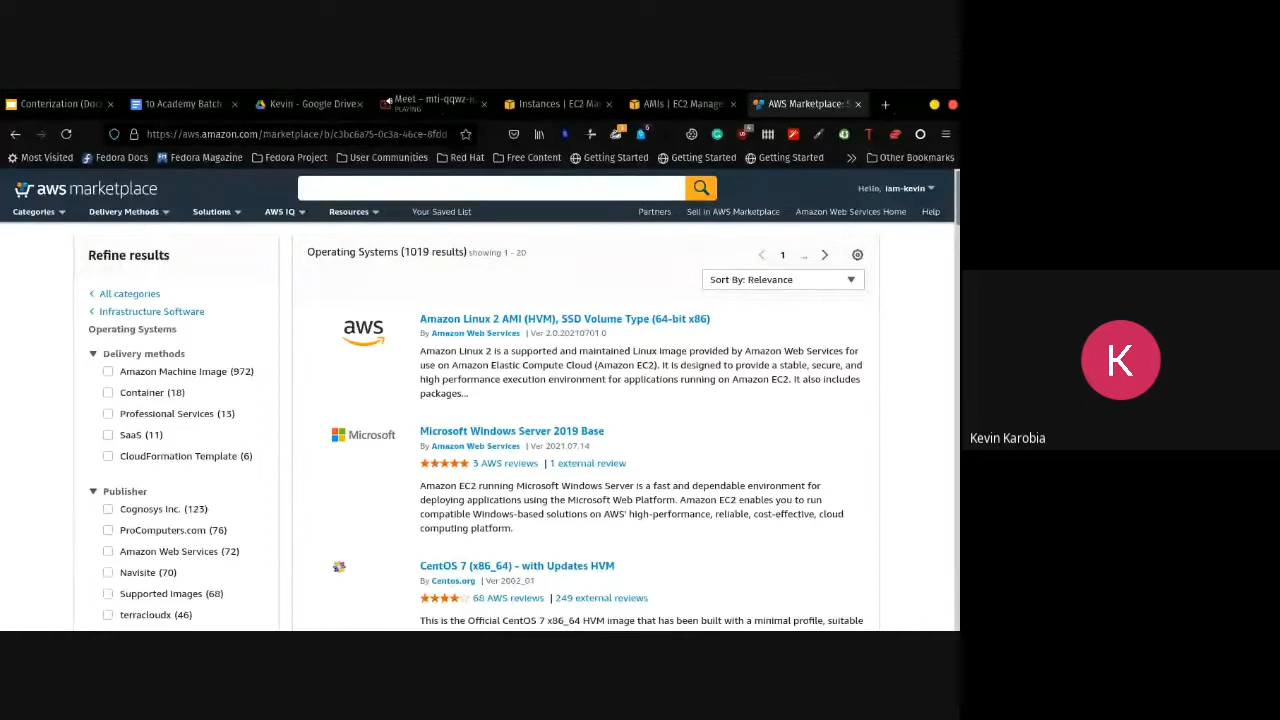 Conterization (Doc
10 Academy Batch
Kevin - Google Drive
Meet – mti-qqwz-
PLAYING
Instances | EC2 Ma
AMIs | EC2 Manage
AWS Marketplace: S
https://aws.amazon.com/marketplace/b/c3bc6a75-0c3a-46ce-8fdd
Most Visited
Fedora Docs
Fedora Magazine
Fedora Project
User Communities
Red Hat
Free Content
Getting Started
Getting Started
Getting Started
Other Bookmarks
aws marketplace
Hello, iam-kevin
Categories
Delivery Methods
Solutions
AWS IQ
Resources
Your Saved List
Partners
Sell in AWS Marketplace
Amazon Web Services Home
Help
Refine results
All categories
Infrastructure Software
Operating Systems
Delivery methods
Amazon Machine Image (972)
Container (18)
Professional Services (13)
SaaS (11)
CloudFormation Template (6)
Publisher
Cognosys Inc. (123)
ProComputers.com (76)
Amazon Web Services (72)
Navisite (70)
Supported Images (68)
terracloudx (46)
Operating Systems (1019 results) showing 1 - 20
1 ...
Sort By: Relevance
aws
Amazon Linux 2 AMI (HVM), SSD Volume Type (64-bit x86)
By Amazon Web Services | Ver 2.0.20210701.0
Amazon Linux 2 is a supported and maintained Linux image provided by Amazon Web Services for
use on Amazon Elastic Compute Cloud (Amazon EC2). It is designed to provide a stable, secure, and
high performance execution environment for applications running on Amazon EC2. It also includes
packages...
Microsoft
Microsoft Windows Server 2019 Base
By Amazon Web Services | Ver 2021.07.14
3 AWS reviews | 1 external review
Amazon EC2 running Microsoft Windows Server is a fast and dependable environment for
deploying applications using the Microsoft Web Platform. Amazon EC2 enables you to run
compatible Windows-based solutions on AWS' high-performance, reliable, cost-effective, cloud
computing platform.
CentOS 7 (x86_64) - with Updates HVM
By Centos.org | Ver 2002_01
68 AWS reviews | 249 external reviews
This is the Official CentOS 7 x86_64 HVM image that has been built with a minimal profile, suitable
K
Kevin Karobia